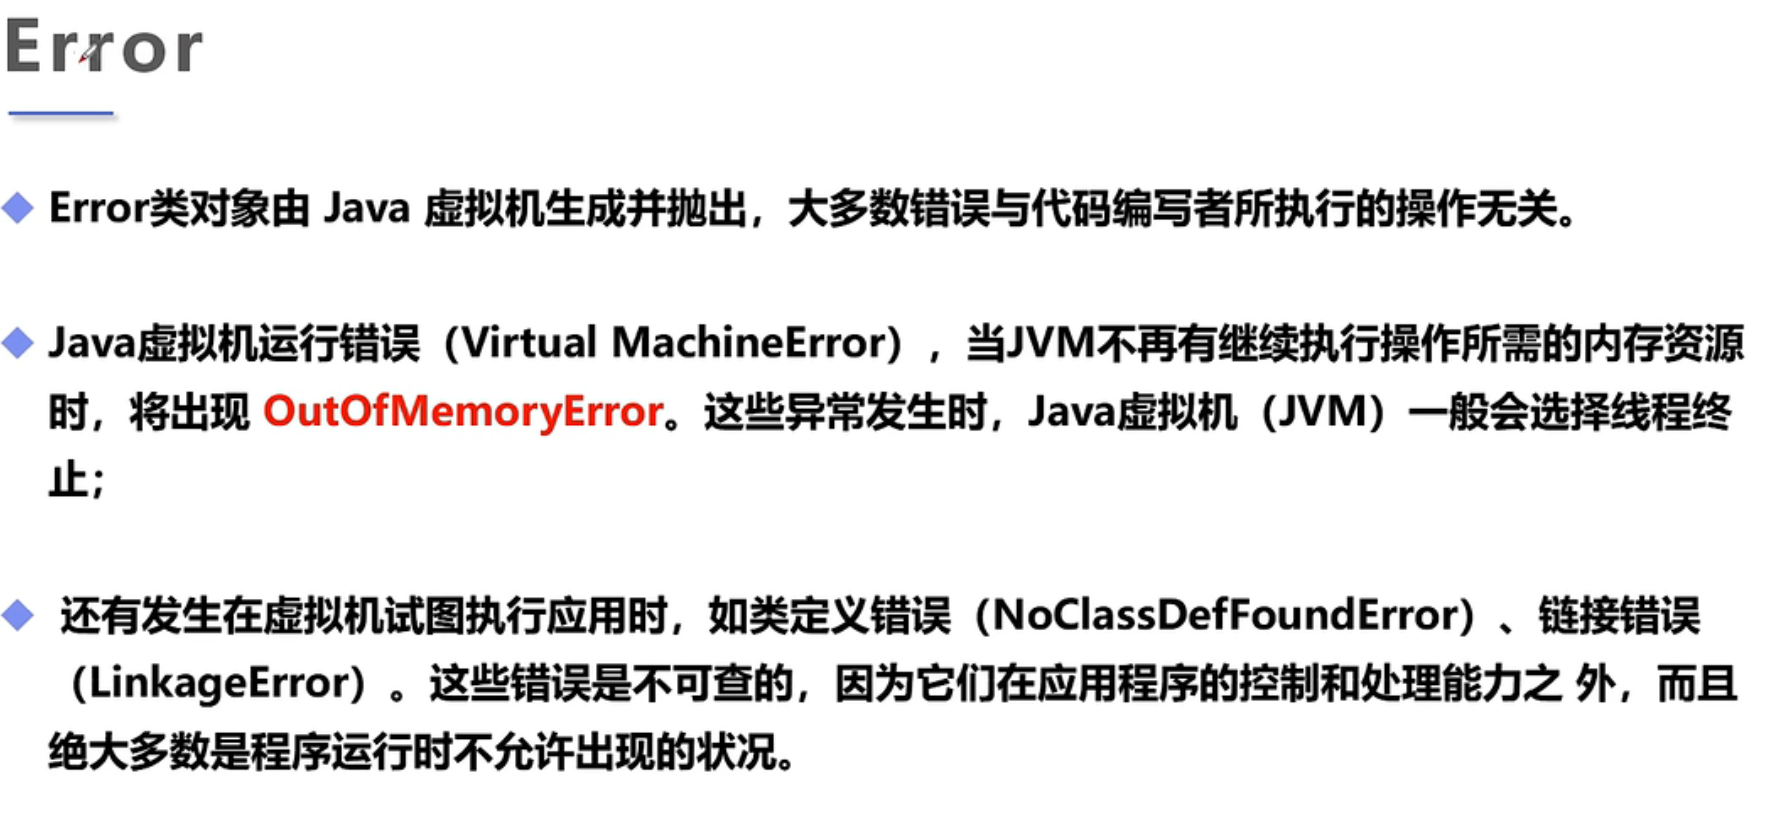 Error
Error类对象由 Java 虚拟机生成并抛出，大多数错误与代码编写者所执行的操作无关。
Java虚拟机运行错误（Virtual MachineError），当JVM不再有继续执行操作所需的内存资源
时，将出现 OutOfMemoryError。这些异常发生时，Java虚拟机（JVM）一般会选择线程终
止；
还有发生在虚拟机试图执行应用时，如类定义错误（NoClassDefFoundError）、链接错误
（LinkageError）。这些错误是不可查的，因为它们在应用程序的控制和处理能力之 外，而且
绝大多数是程序运行时不允许出现的状况。